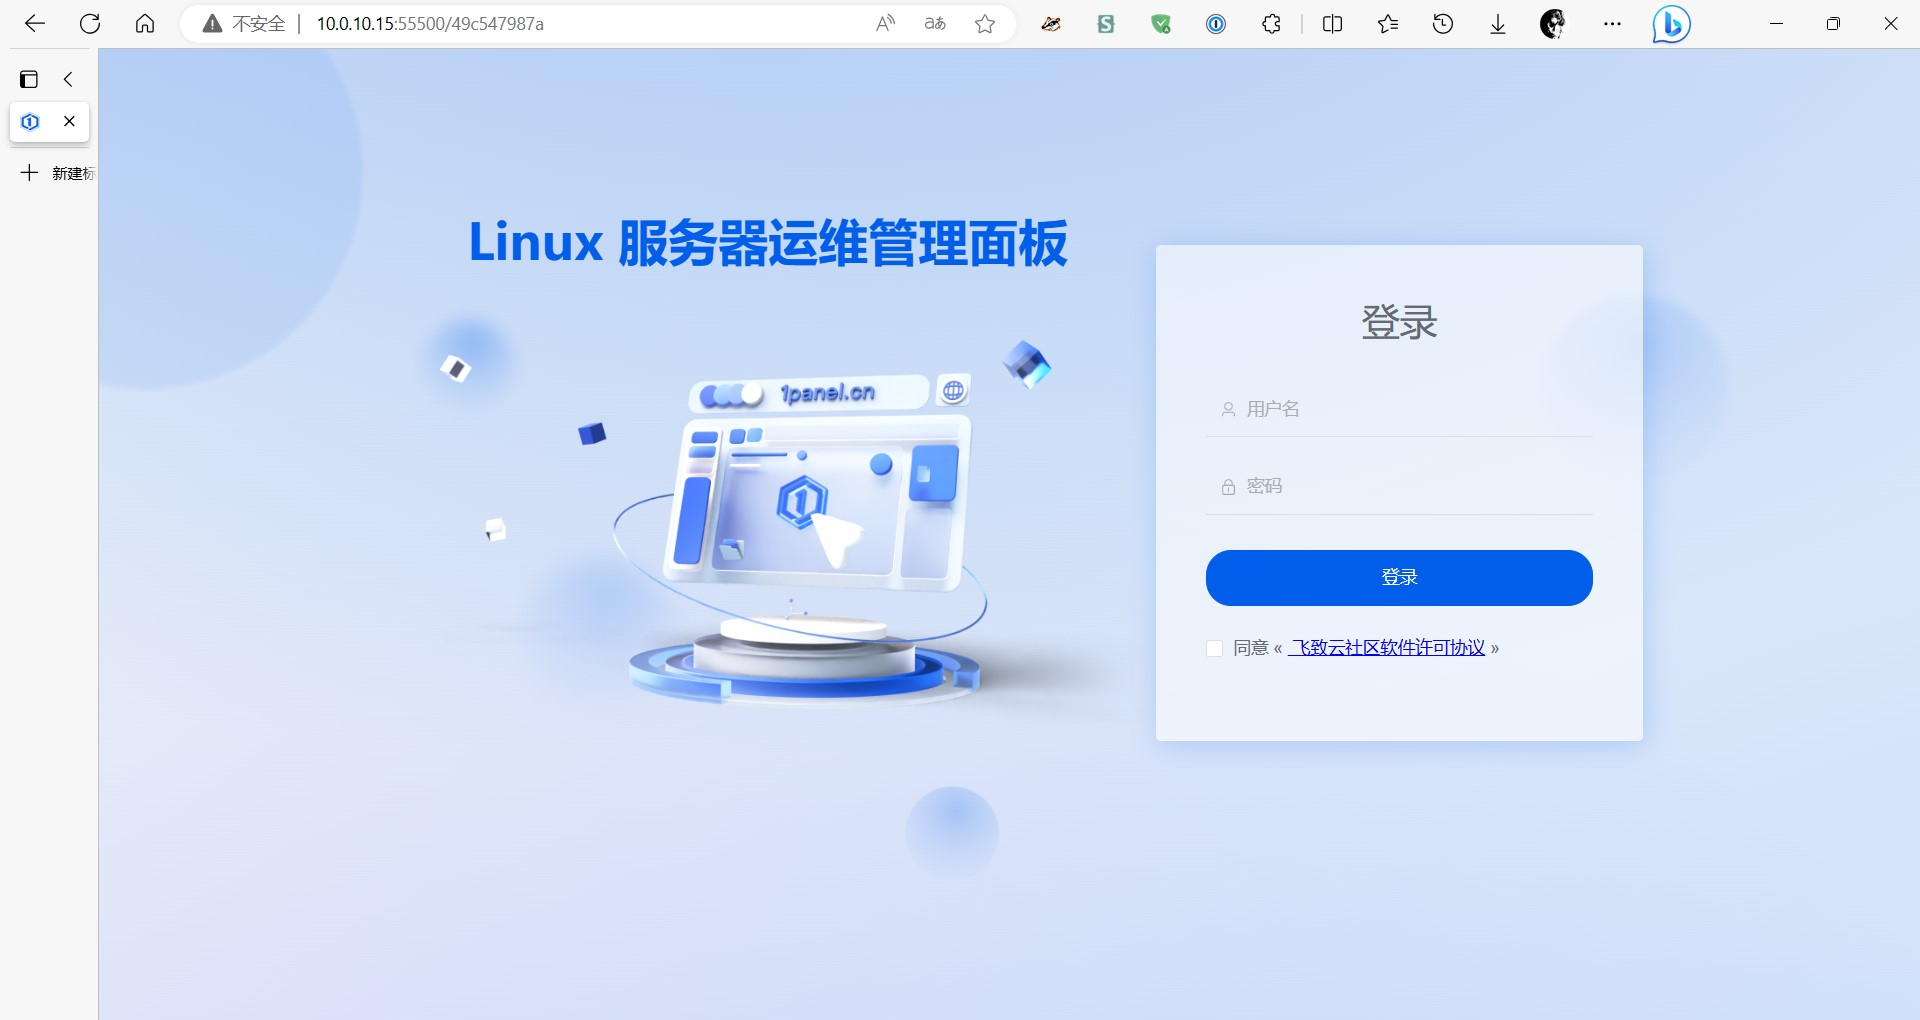 不安全
10.0.10.15:55500/49c547987a
新建标
Linux 服务器运维管理面板
1panel.cn
登录
用户名
密码
登录
同意 « 飞致云社区软件许可协议 »